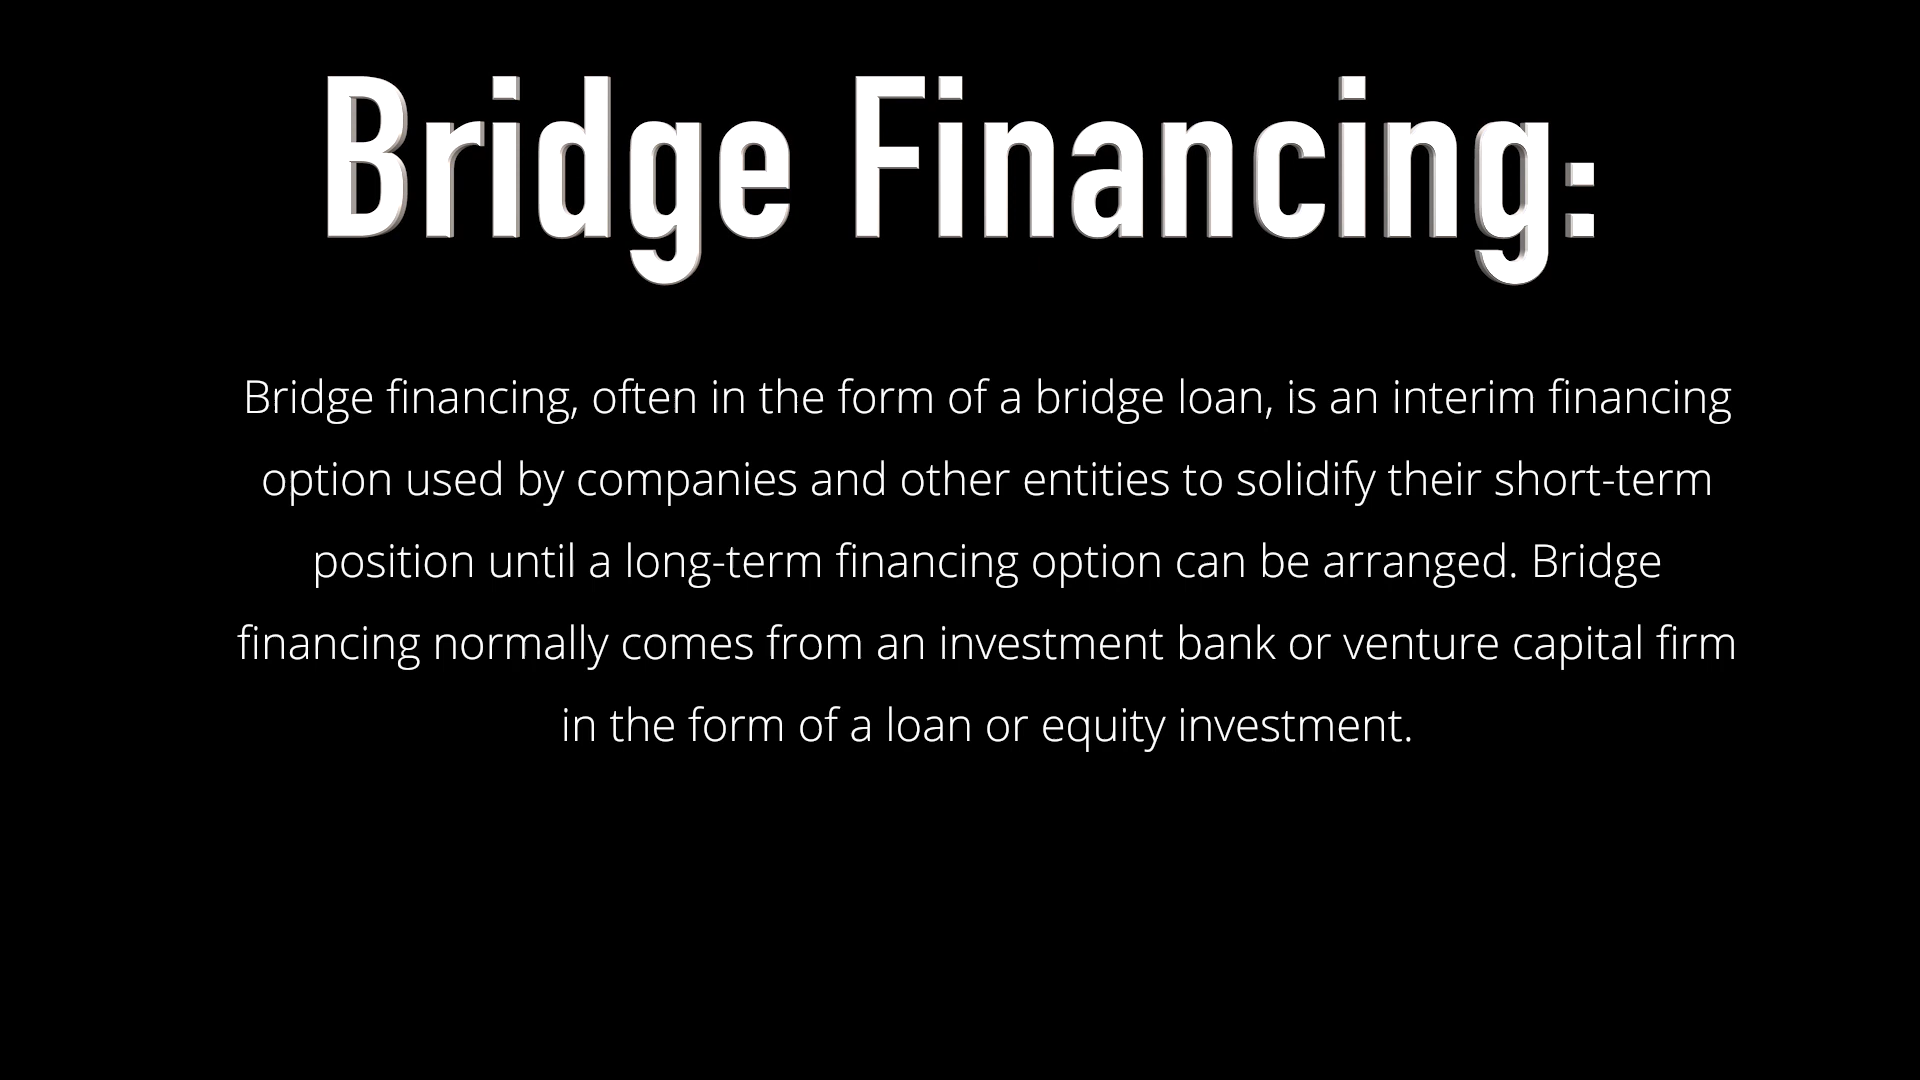 Bridge Financing:
Bridge financing, often in the form of a bridge loan, is an interim financing
option used by companies and other entities to solidify their short-term
position until a long-term financing option can be arranged. Bridge
financing normally comes from an investment bank or venture capital firm
in the form of a loan or equity investment.